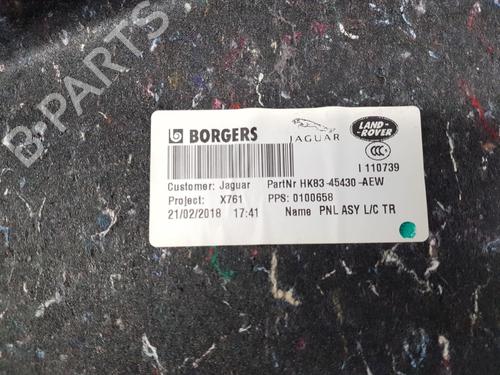 B-PARTS
BORGERS JAGUAR LAND-ROVER
CCC I 110739
Customer: Jaguar PartNr HK83-45430-AEW
Project: X761 PPS: 0100658
21/02/2018 17:41 Name PNL ASY L/C TR